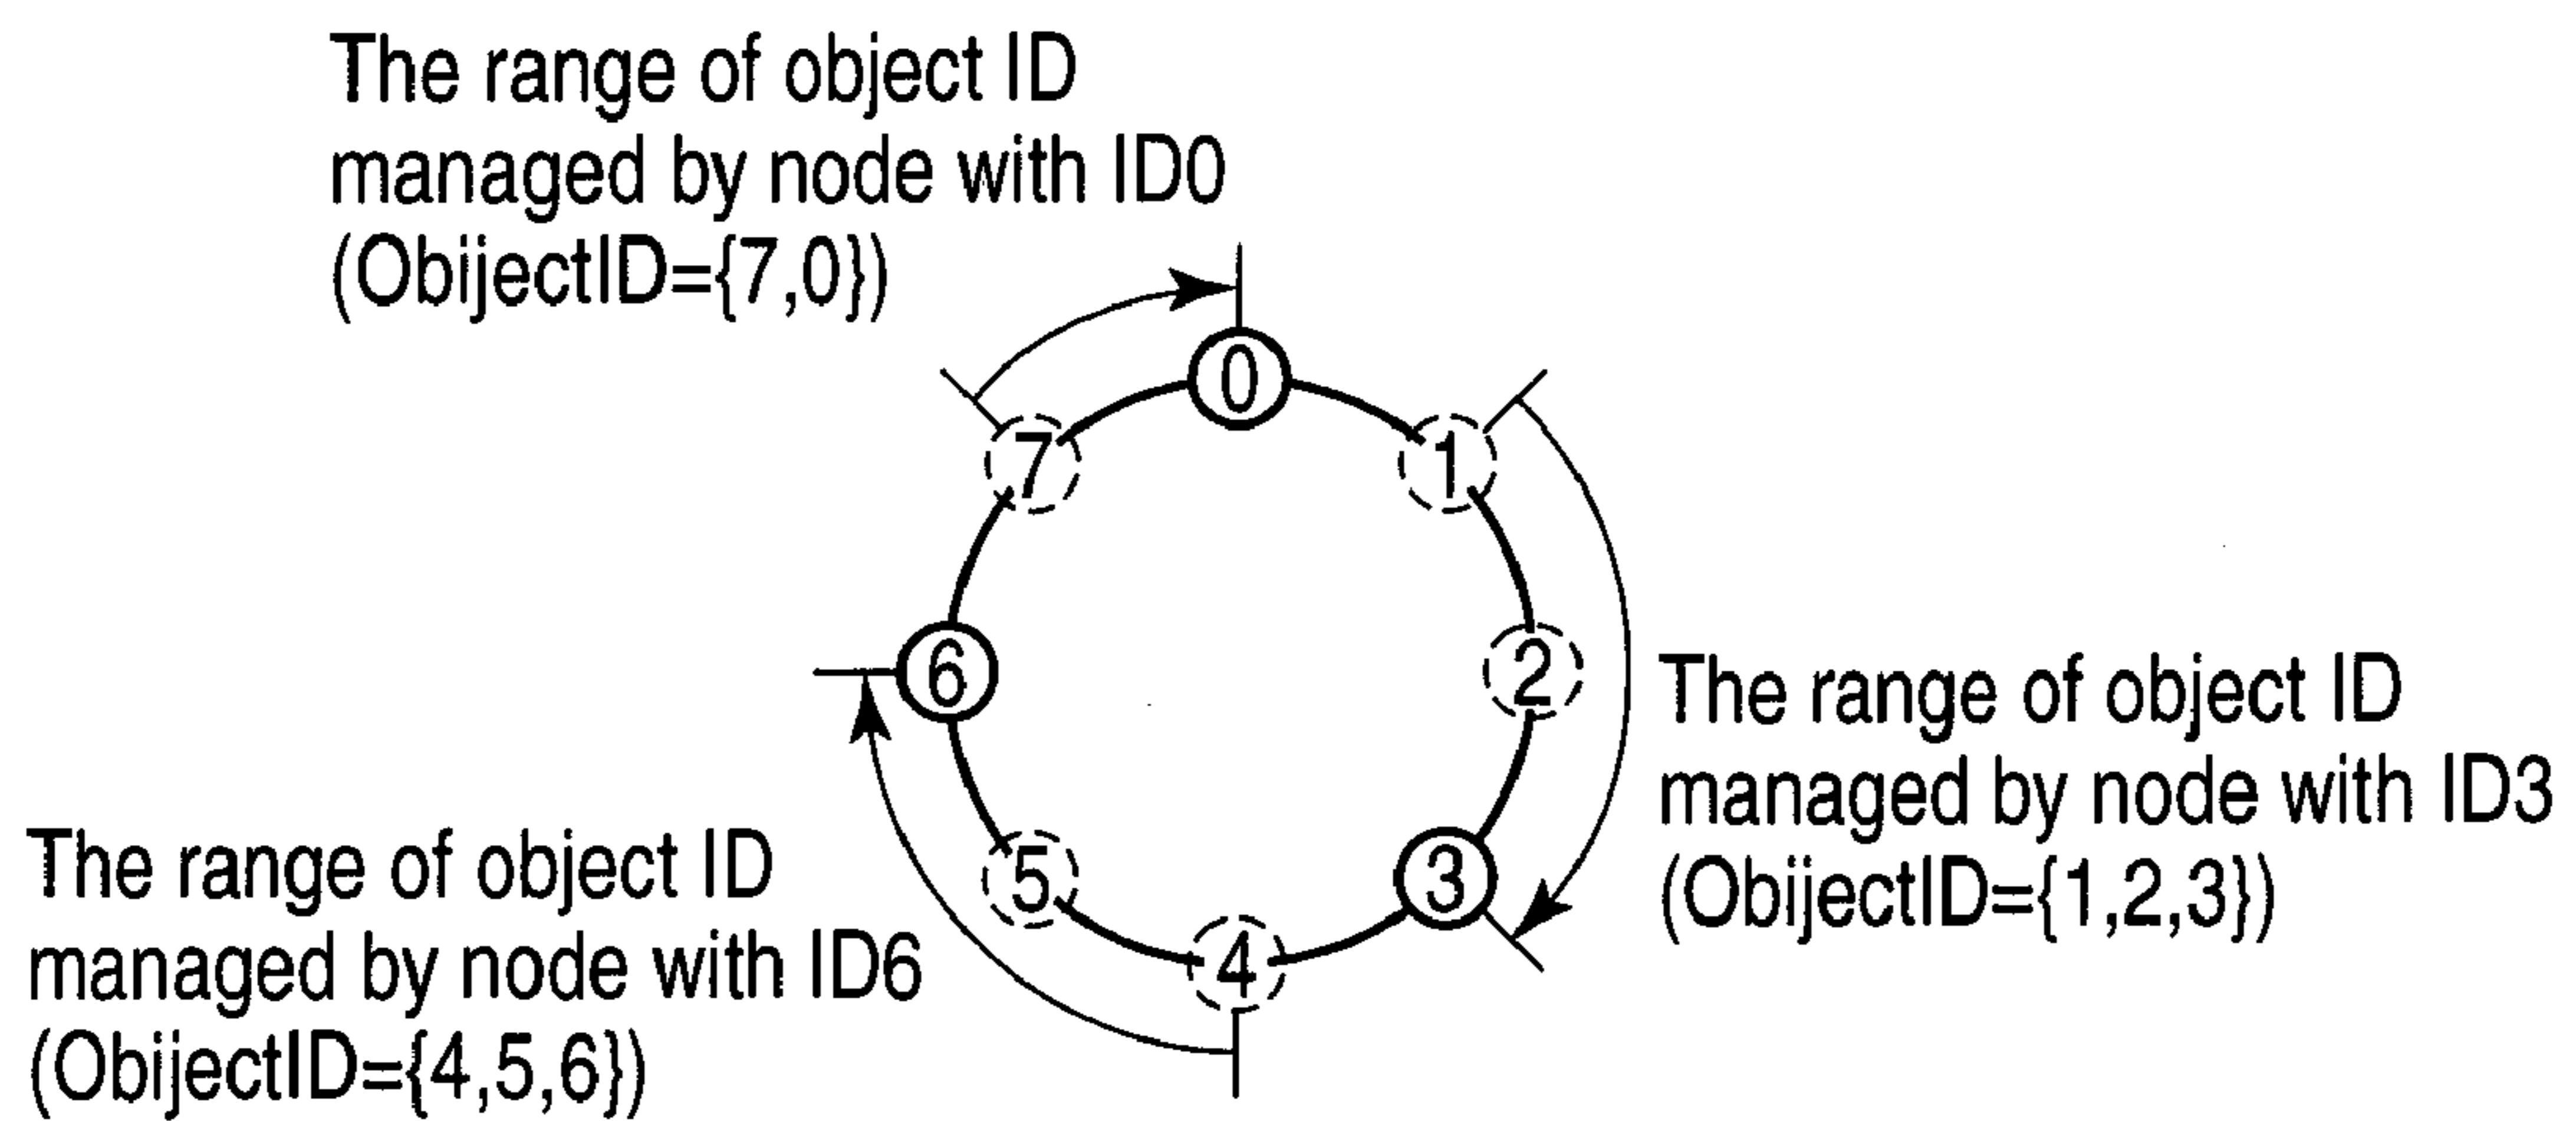 The range of object ID
managed by node with ID0
(ObijectID={7,0})
0
7
1
6
2
The range of object ID
managed by node with ID3
(ObijectID={1,2,3})
5
3
4
The range of object ID
managed by node with ID6
(ObijectID={4,5,6})